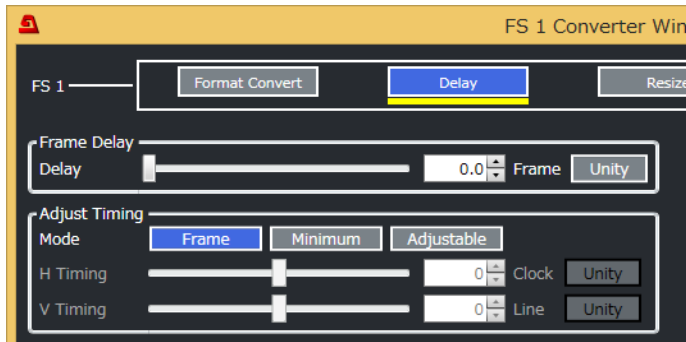 FS 1 Converter Win
FS 1 Format Convert Delay Resize
Frame Delay
Delay 0.0 Frame Unity
Adjust Timing
Mode Frame Minimum Adjustable
H Timing 0 Clock Unity
V Timing 0 Line Unity